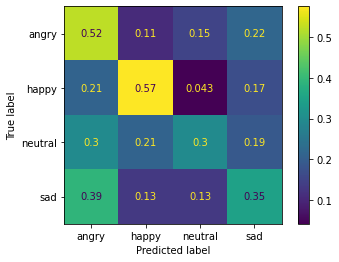 angry 0.52 0.11 0.15 0.22
happy 0.21 0.57 0.043 0.17
neutral 0.3 0.21 0.3 0.19
sad 0.39 0.13 0.13 0.35
angry happy neutral sad
Predicted label
True label
0.5
0.4
0.3
0.2
0.1